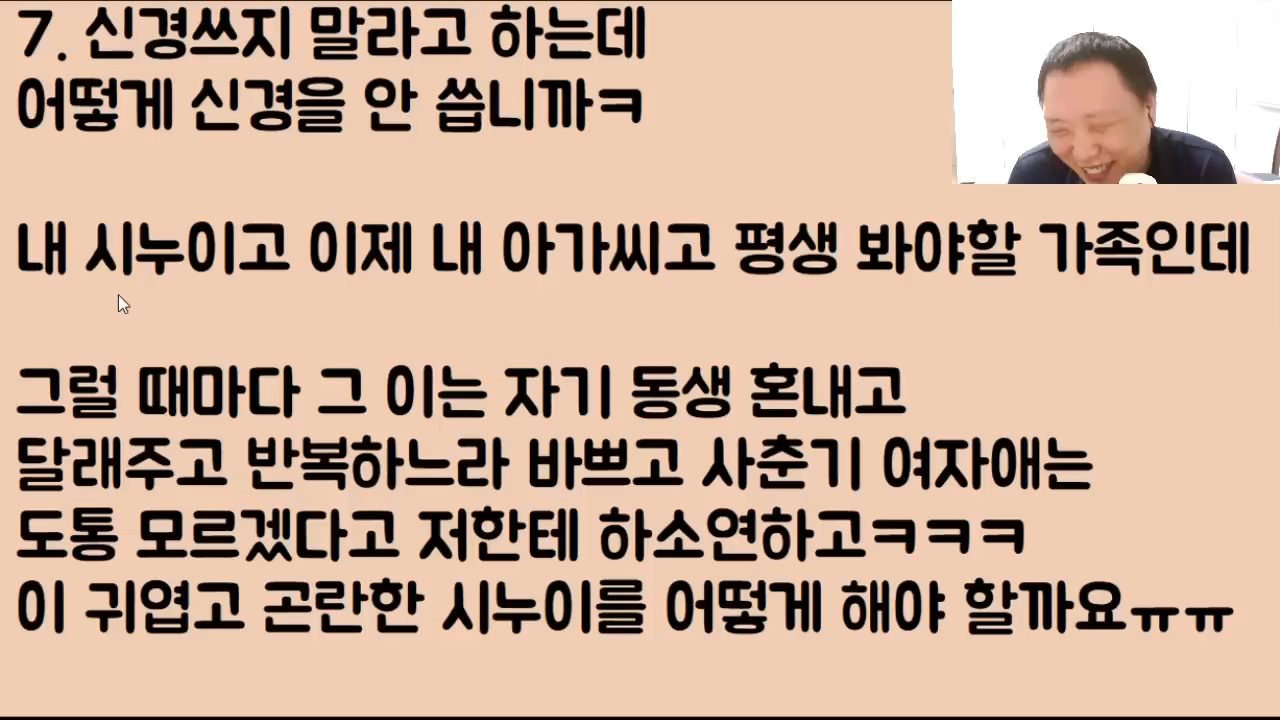 7. 신경쓰지 말라고 하는데
어떻게 신경을 안 씁니까ㅋ
내 시누이고 이제 내 아가씨고 평생 봐야할 가족인데
그럴 때마다 그 이는 자기 동생 혼내고
달래주고 반복하느라 바쁘고 사춘기 여자애는
도통 모르겠다고 저한테 하소연하고ㅋㅋㅋ
이 귀엽고 곤란한 시누이를 어떻게 해야 할까요ㅠㅠ